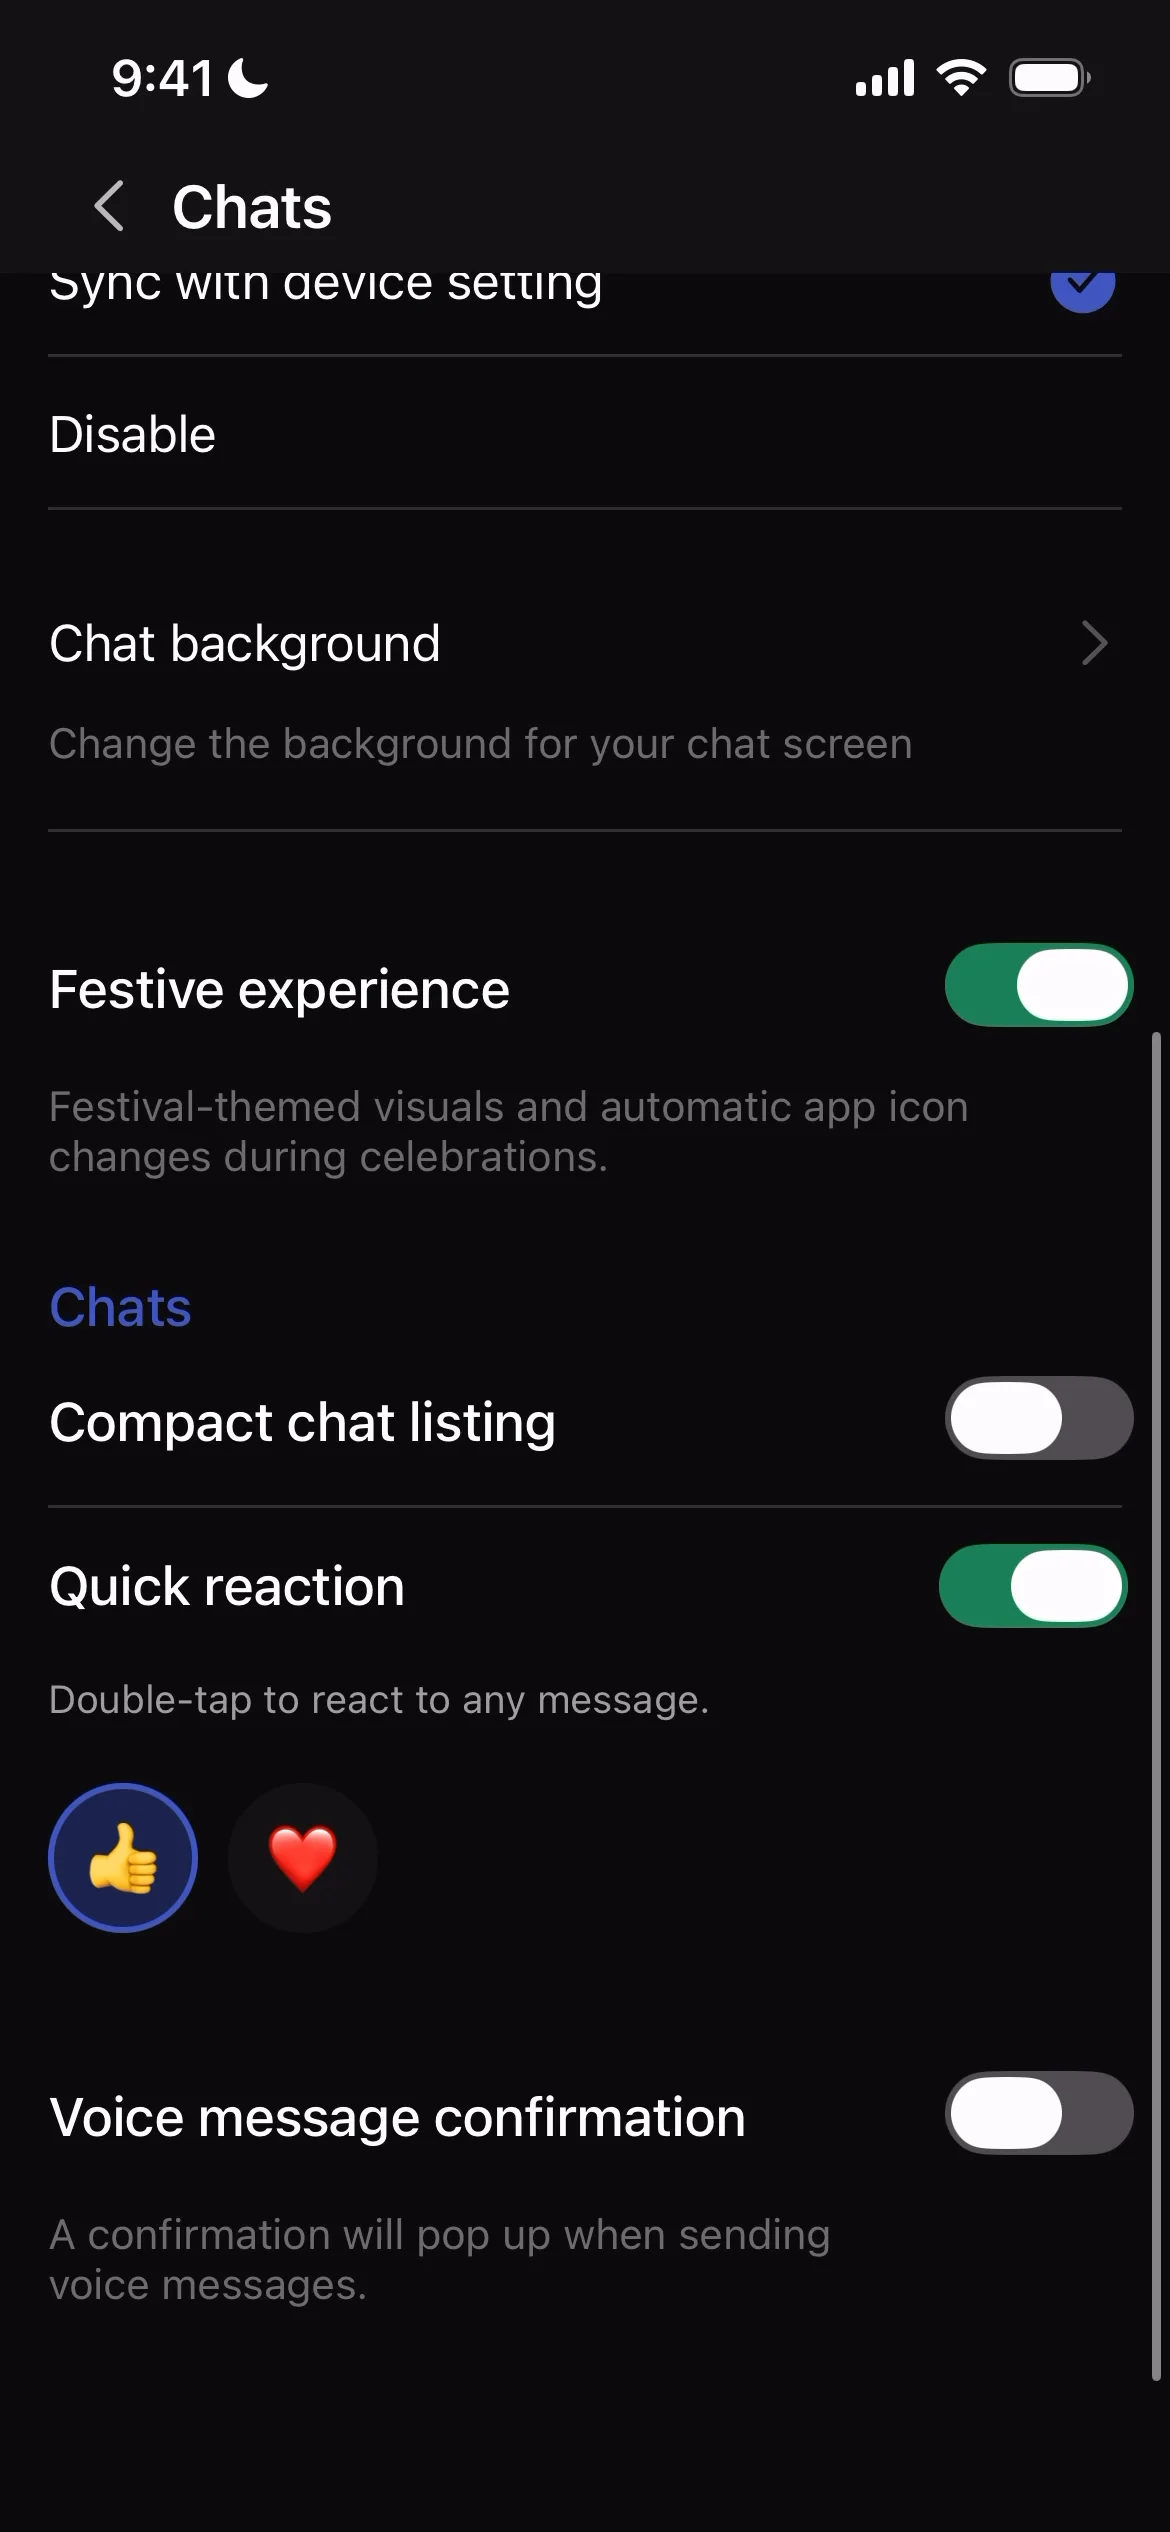 9:41
Chats
Sync with device setting
Disable
Chat background
Change the background for your chat screen
Festive experience
Festival-themed visuals and automatic app icon
changes during celebrations.
Chats
Compact chat listing
Quick reaction
Double-tap to react to any message.
Voice message confirmation
A confirmation will pop up when sending
voice messages.